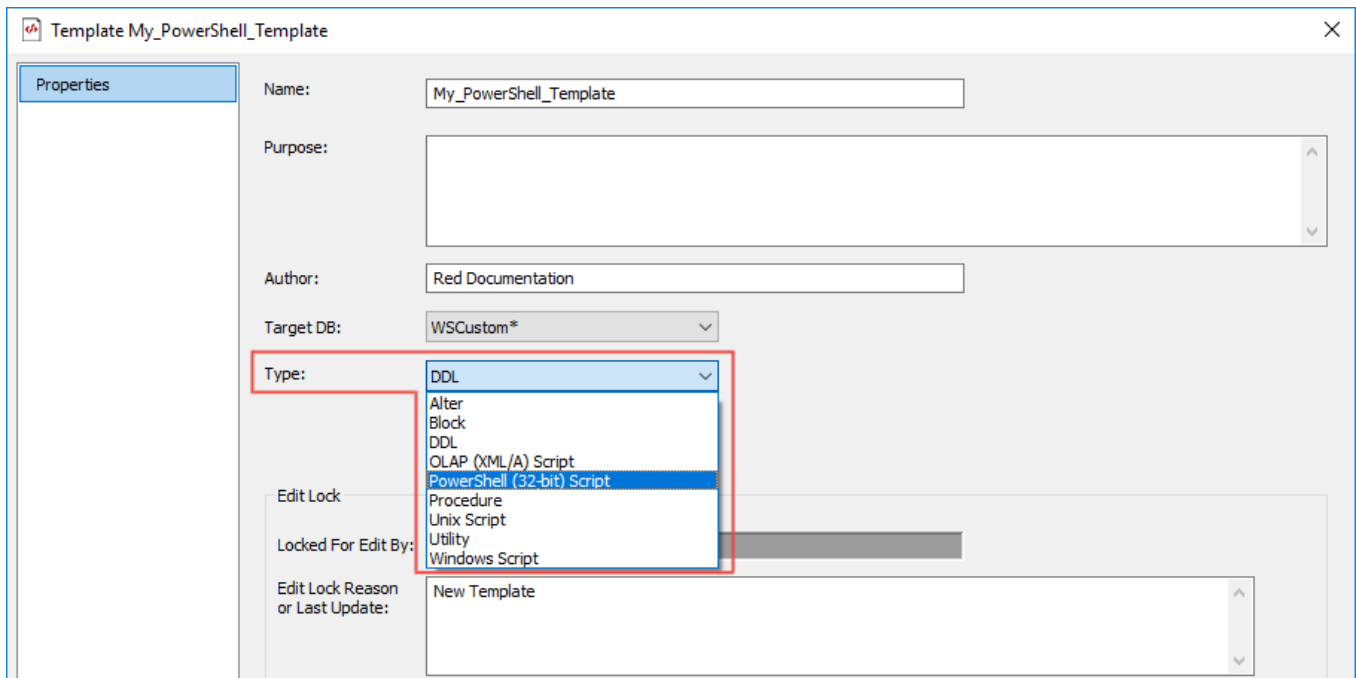 Template My_PowerShell_Template
Properties
Name:
My_PowerShell_Template
Purpose:
Author:
Red Documentation
Target DB:
WSCustom*
Type:
DDL
Alter
Block
DDL
OLAP (XML/A) Script
PowerShell (32-bit) Script
Procedure
Unix Script
Utility
Windows Script
Edit Lock
Locked For Edit By:
Edit Lock Reason
or Last Update:
New Template